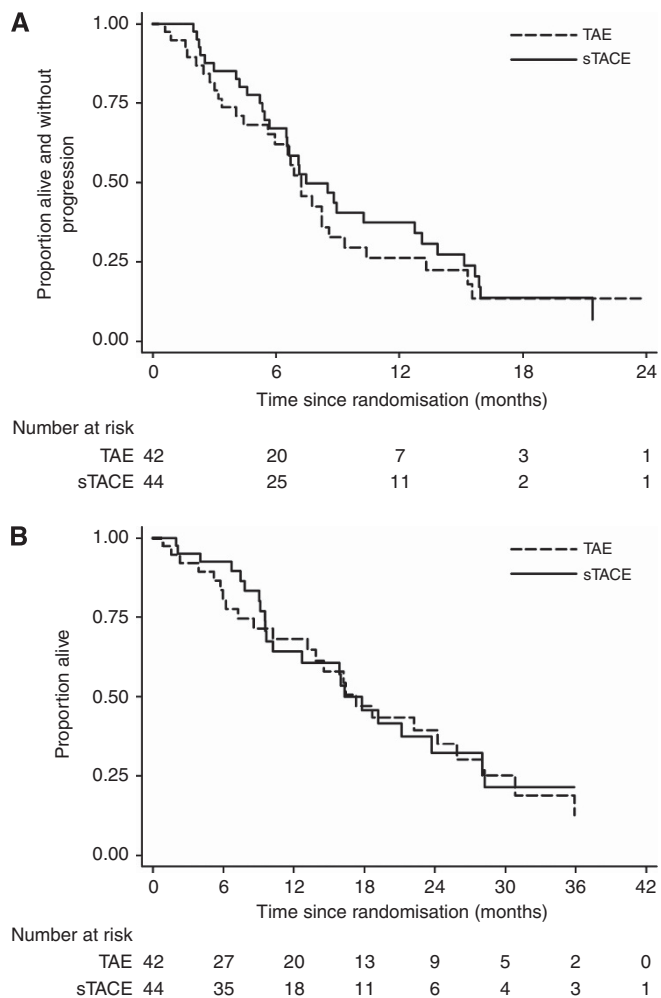 A
1.00
0.75
0.50
0.25
0.00
Proportion alive and without
progression
TAE
sTACE
0 6 12 18 24
Time since randomisation (months)
Number at risk
TAE 42 20 7 3 1
sTACE 44 25 11 2 1
B
1.00
0.75
0.50
0.25
0.00
Proportion alive
TAE
sTACE
0 6 12 18 24 30 36 42
Time since randomisation (months)
Number at risk
TAE 42 27 20 13 9 5 2 0
sTACE 44 35 18 11 6 4 3 1